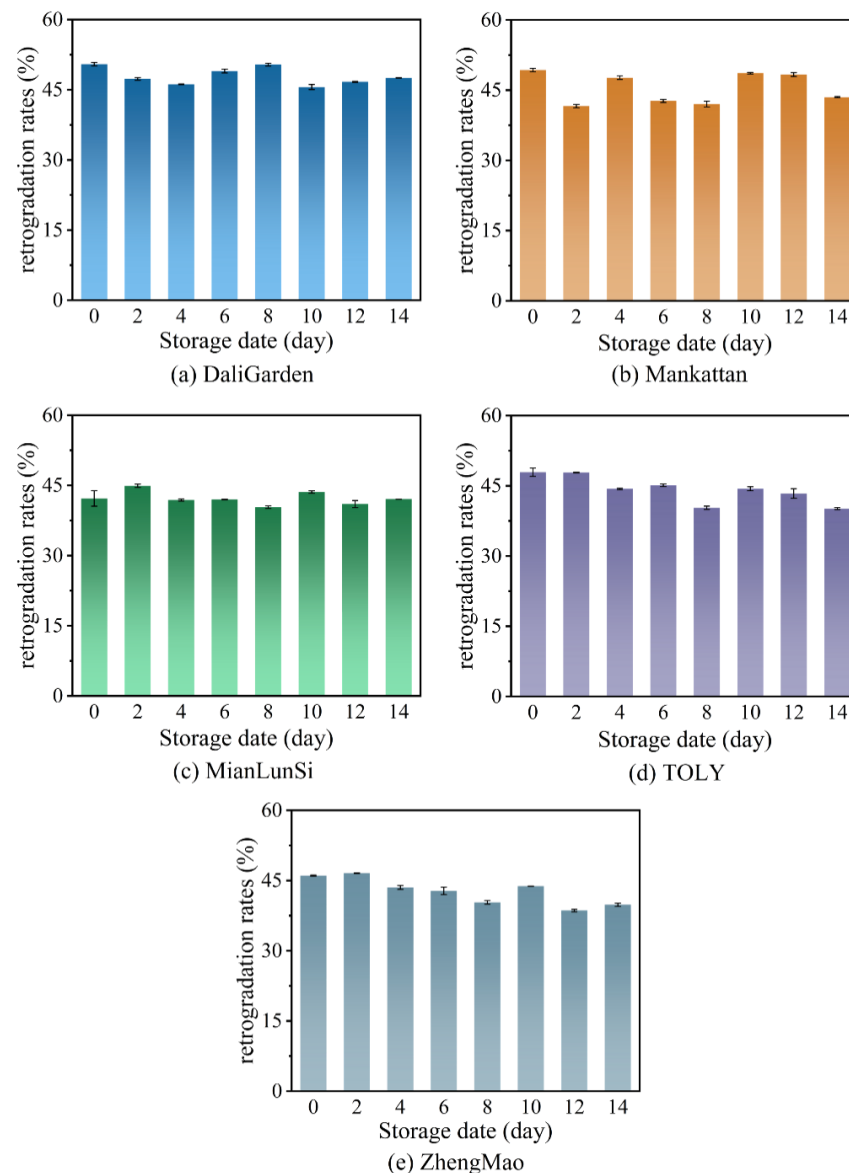 60
45
30
15
0
retrogradation rates (%)
0 2 4 6 8 10 12 14
Storage date (day)
(a) DaliGarden
60
45
30
15
0
retrogradation rates (%)
0 2 4 6 8 10 12 14
Storage date (day)
(b) Mankattan
60
45
30
15
0
retrogradation rates (%)
0 2 4 6 8 10 12 14
Storage date (day)
(c) MianLunSi
60
45
30
15
0
retrogradation rates (%)
0 2 4 6 8 10 12 14
Storage date (day)
(d) TOLY
60
45
30
15
0
retrogradation rates (%)
0 2 4 6 8 10 12 14
Storage date (day)
(e) ZhengMao